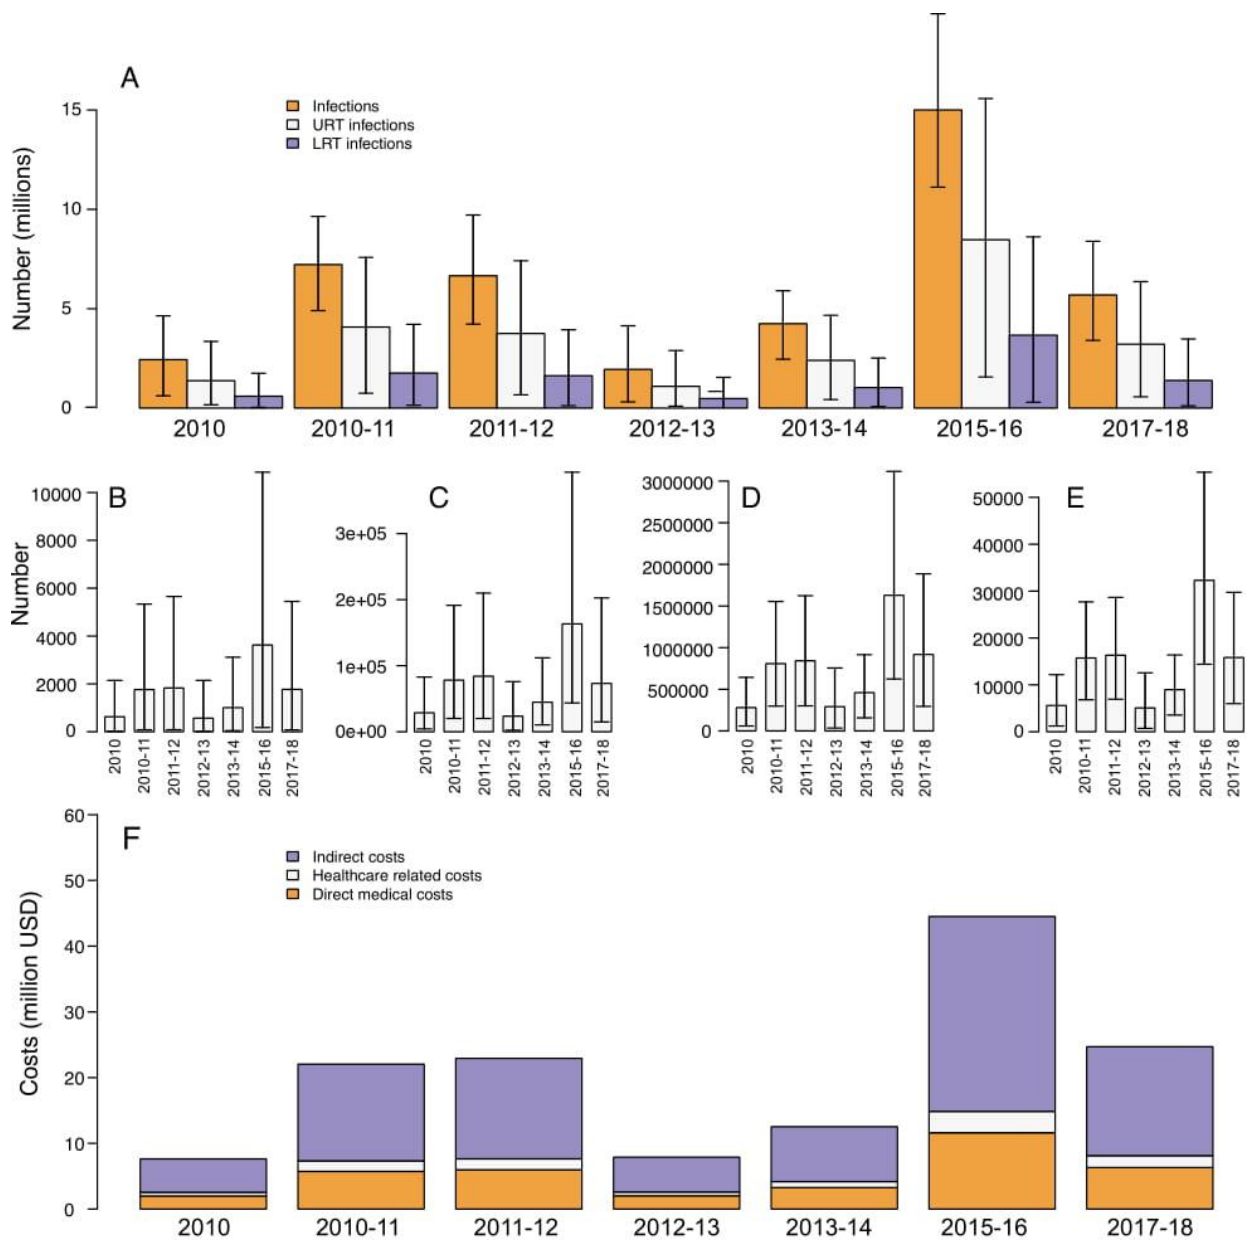 A
Infections
URT infections
LRT infections
Number (millions)
15
10
5
0
2010 2010-11 2011-12 2012-13 2013-14 2015-16 2017-18
B
Number
10000
8000
6000
4000
2000
0
2010 2010-11 2011-12 2012-13 2013-14 2015-16 2017-18
C
3e+05
2e+05
1e+05
0e+00
2010 2010-11 2011-12 2012-13 2013-14 2015-16 2017-18
D
3000000
2500000
2000000
1500000
1000000
500000
0
2010 2010-11 2011-12 2012-13 2013-14 2015-16 2017-18
E
50000
40000
30000
20000
10000
0
2010 2010-11 2011-12 2012-13 2013-14 2015-16 2017-18
F
Indirect costs
Healthcare related costs
Direct medical costs
Costs (million USD)
60
50
40
30
20
10
0
2010 2010-11 2011-12 2012-13 2013-14 2015-16 2017-18